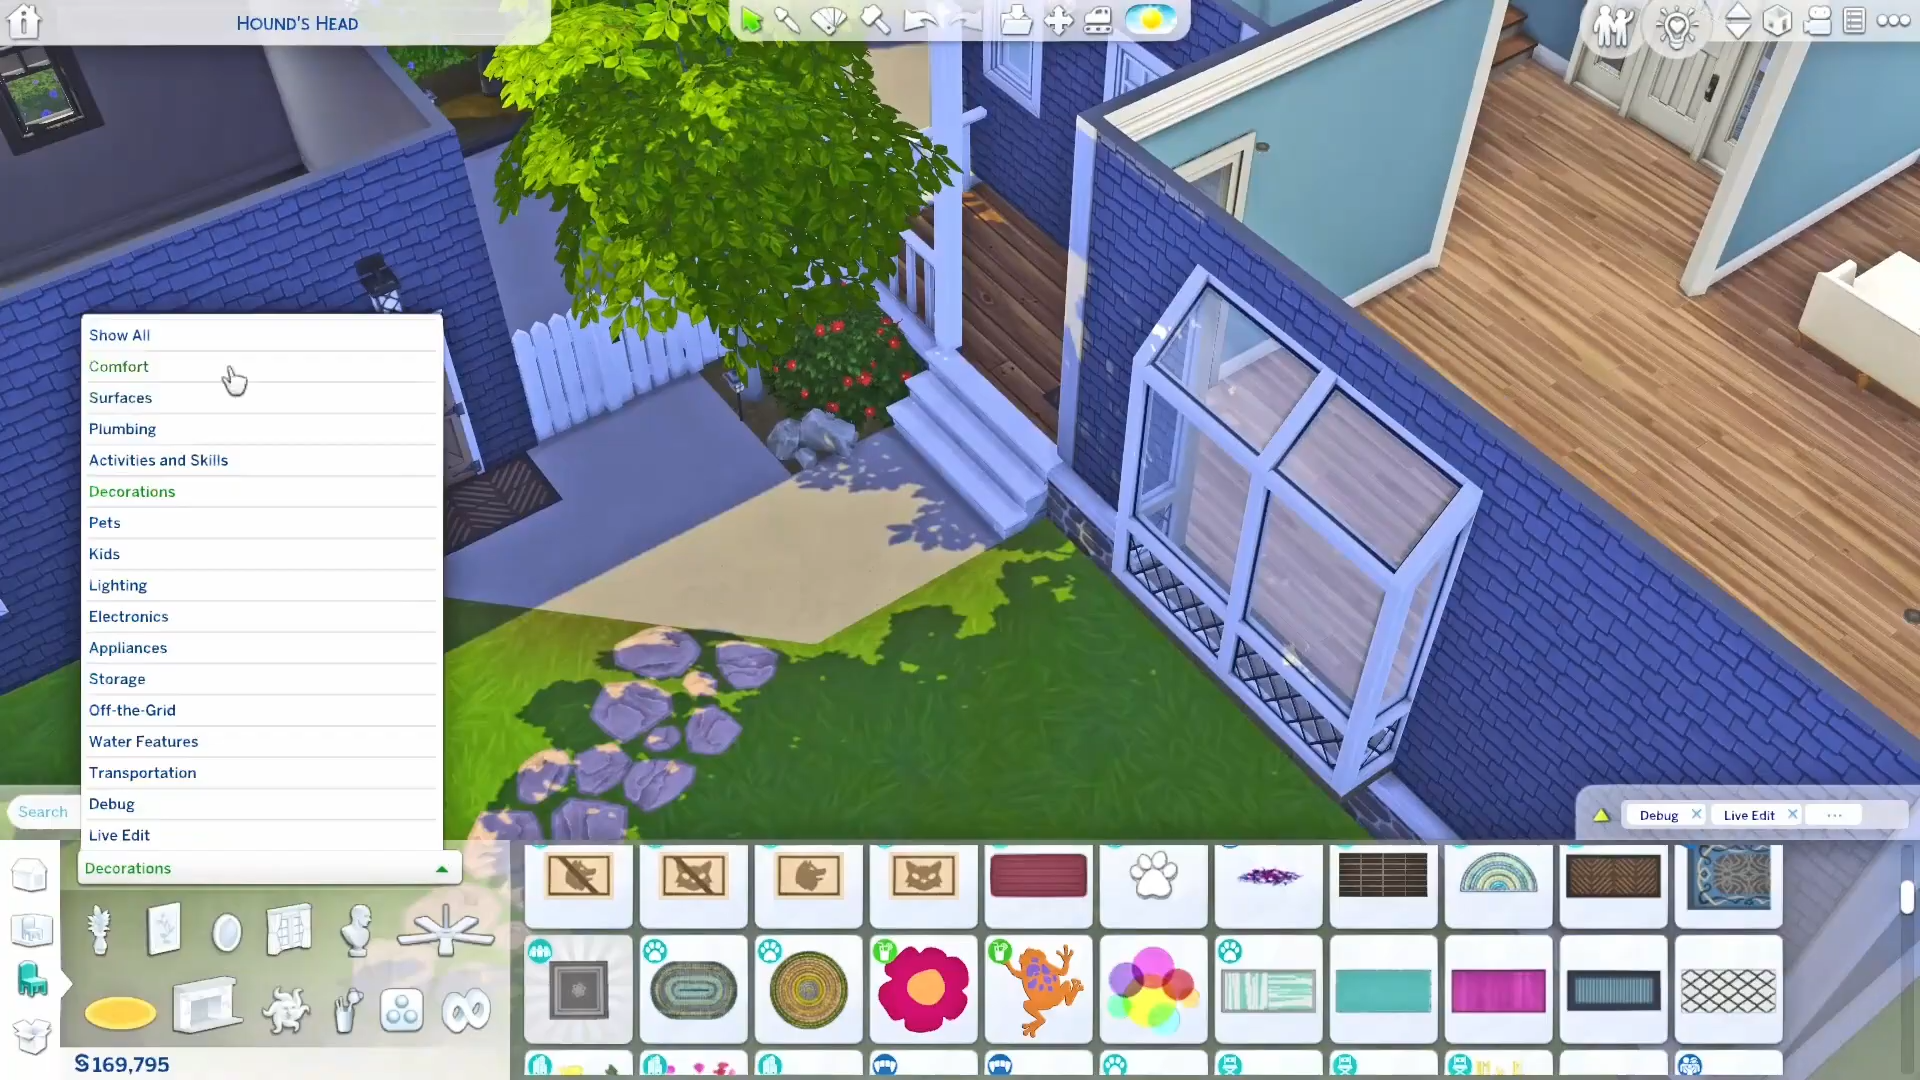 HOUND'S HEAD
Show All
Comfort
Surfaces
Plumbing
Activities and Skills
Decorations
Pets
Kids
Lighting
Electronics
Appliances
Storage
Off-the-Grid
Water Features
Transportation
Debug
Live Edit
Search
Debug
Live Edit
...
Decorations
§169,795